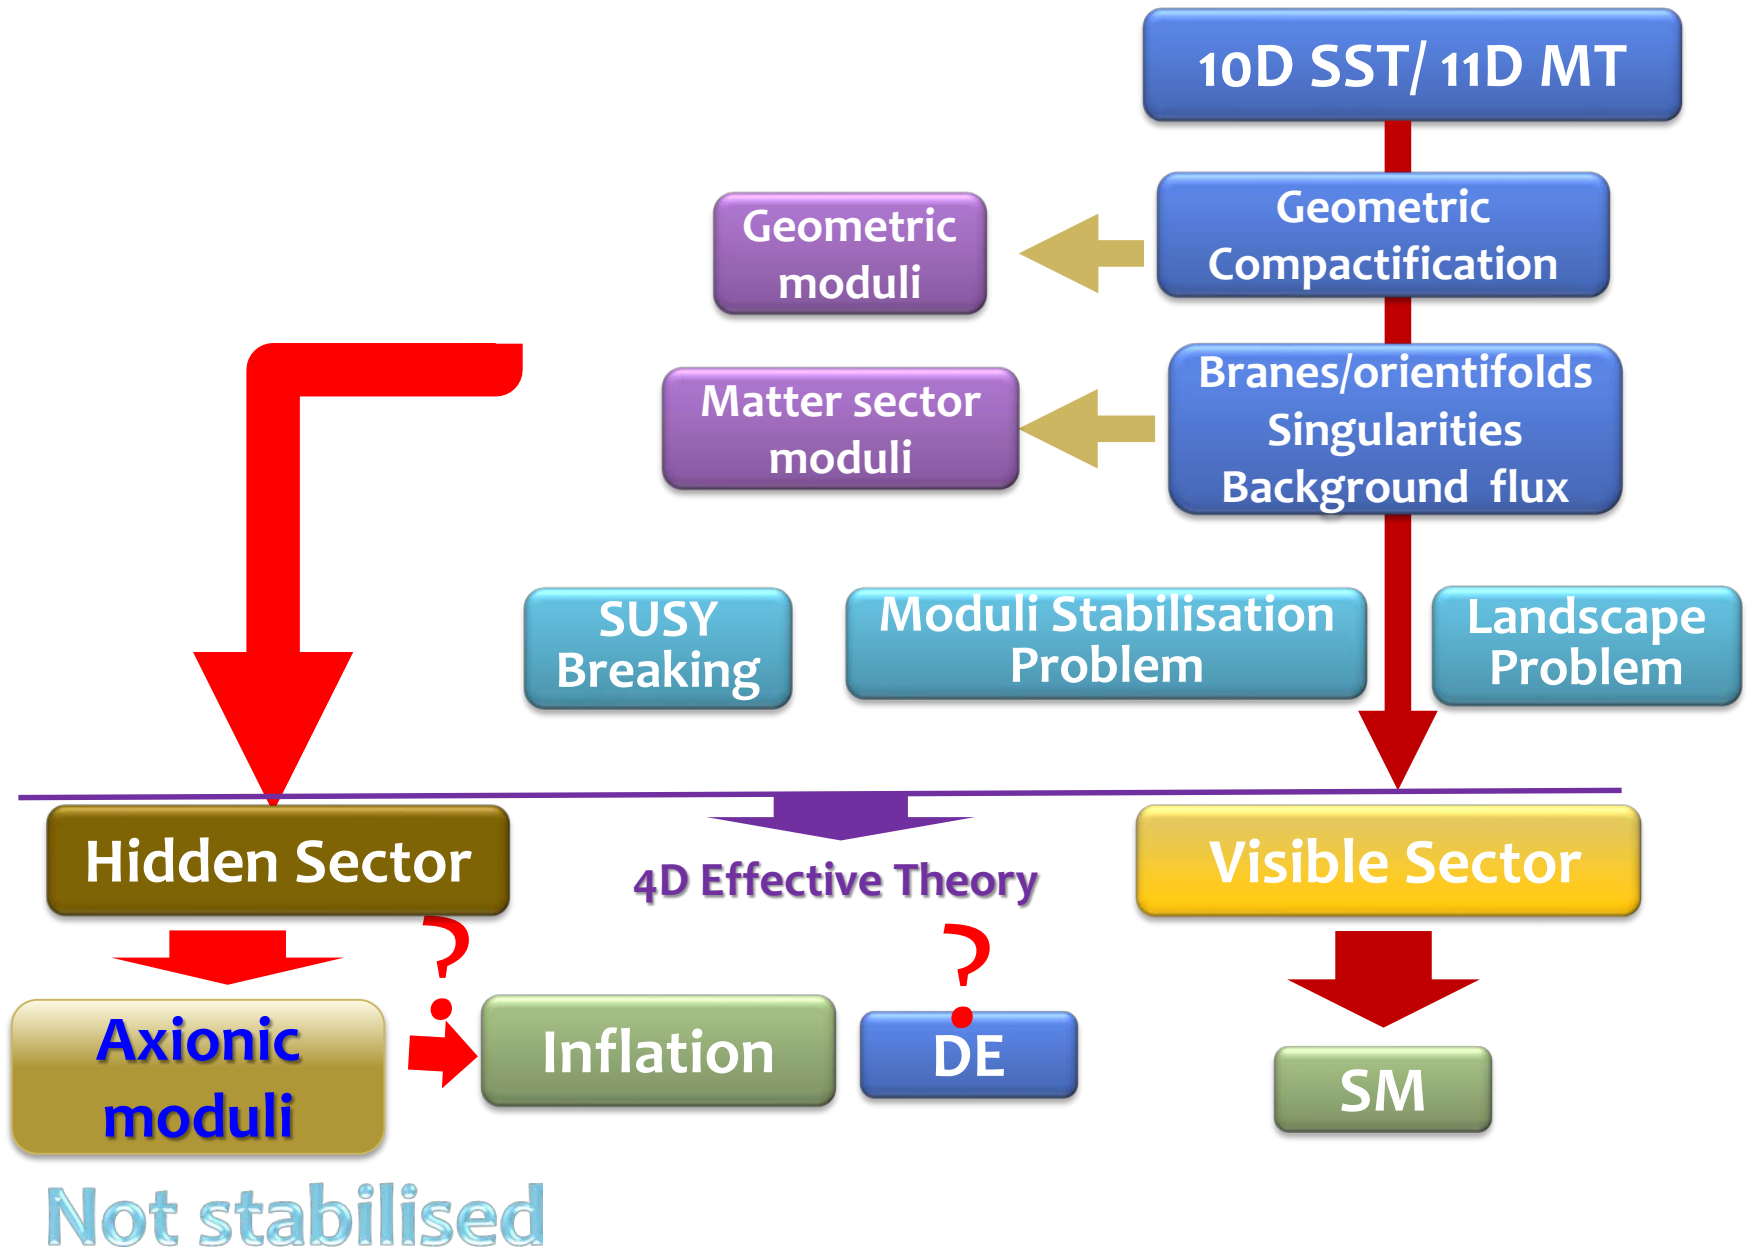 10D SST/ 11D MT
Geometric
Compactification
Geometric
moduli
Branes/orientifolds
Singularities
Background flux
Matter sector
moduli
SUSY
Breaking
Moduli Stabilisation
Problem
Landscape
Problem
Hidden Sector
4D Effective Theory
Visible Sector
?
?
Axionic
moduli
Inflation
DE
SM
Not stabilised